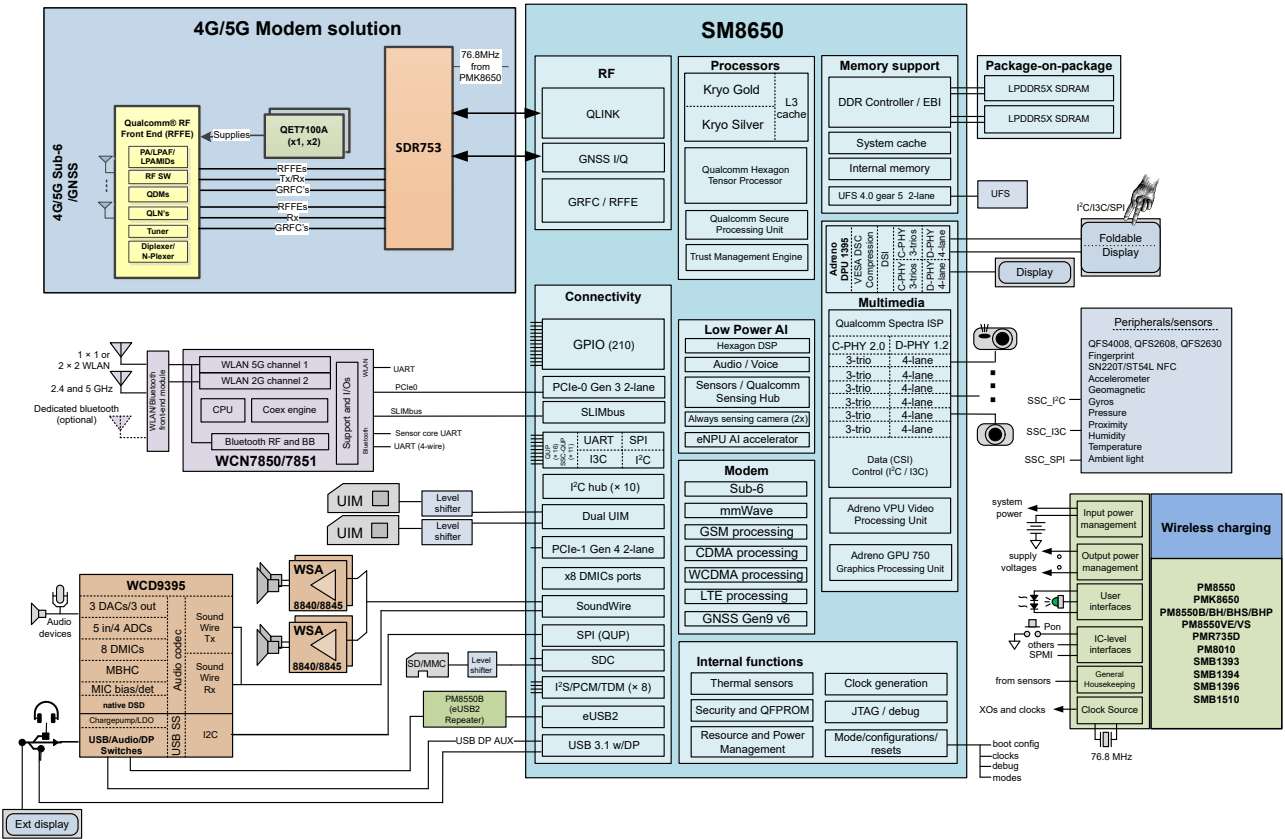 4G/5G Modem solution
4G/5G Sub-6
/GNSS
Qualcomm® RF
Front End (RFFE)
PA/LPAF/
LPAMIDs
RF SW
QDMs
QLN's
Tuner
Diplexer/
N-Plexer
Supplies
QET7100A
(x1, x2)
RFFEs
Tx/Rx
GRFC's
RFFEs
Rx
GRFC's
SDR753
76.8MHz
from
PMK8650
SM8650
RF
QLINK
GNSS I/Q
GRFC / RFFE
Processors
Kryo Gold
Kryo Silver
L3
cache
Qualcomm Hexagon
Tensor Processor
Qualcomm Secure
Processing Unit
Trust Management Engine
Memory support
DDR Controller / EBI
System cache
Internal memory
UFS 4.0 gear 5 2-lane
Package-on-package
LPDDR5X SDRAM
LPDDR5X SDRAM
UFS
I²C/I3C/SPI
Foldable
Display
Display
Adreno
DPU 1395
VESA DSC
Compression
DSI
C-PHY C-PHY
3-trios 3-trios
D-PHY D-PHY
4-lane 4-lane
Multimedia
Qualcomm Spectra ISP
C-PHY 2.0 D-PHY 1.2
3-trio 4-lane
3-trio 4-lane
3-trio 4-lane
3-trio 4-lane
3-trio 4-lane
3-trio 4-lane
Data (CSI)
Control (I²C / I3C)
Adreno VPU Video
Processing Unit
Adreno GPU 750
Graphics Processing Unit
Peripherals/sensors
QFS4008, QFS2608, QFS2630
Fingerprint
SN220T/ST54L NFC
Accelerometer
Geomagnetic
Gyros
Pressure
Proximity
Humidity
Temperature
Ambient light
SSC_I²C
SSC_I3C
SSC_SPI
Connectivity
GPIO (210)
PCIe-0 Gen 3 2-lane
SLIMbus
QUP
(× 16)
SSC-QUP
(× 11)
UART SPI
I3C I²C
I²C hub (× 10)
Dual UIM
PCIe-1 Gen 4 2-lane
x8 DMICs ports
SoundWire
SPI (QUP)
SDC
I²S/PCM/TDM (× 8)
eUSB2
USB 3.1 w/DP
Low Power AI
Hexagon DSP
Audio / Voice
Sensors / Qualcomm
Sensing Hub
Always sensing camera (2x)
eNPU AI accelerator
Modem
Sub-6
mmWave
GSM processing
CDMA processing
WCDMA processing
LTE processing
GNSS Gen9 v6
Internal functions
Thermal sensors
Clock generation
Security and QFPROM
JTAG / debug
Resource and Power
Management
Mode/configurations/
resets
boot config
clocks
debug
modes
1 × 1 or
2 × 2 WLAN
2.4 and 5 GHz
Dedicated bluetooth
(optional)
WLAN/Bluetooth
front-end module
WLAN 5G channel 1
WLAN 2G channel 2
CPU
Coex engine
Bluetooth RF and BB
Support and I/Os
WLAN
Bluetooth
WCN7850/7851
UART
PCIe0
SLIMbus
Sensor core UART
UART (4-wire)
UIM
Level
shifter
UIM
Level
shifter
WSA
8840/8845
WSA
8840/8845
SD/MMC
Level
shifter
PM8550B
(eUSB2
Repeater)
USB DP AUX
WCD9395
3 DACs/3 out
5 in/4 ADCs
8 DMICs
MBHC
MIC bias/det.
native DSD
Chargepump/LDO
USB/Audio/DP
Switches
Audio codec
USB SS
Sound
Wire
Tx
Sound
Wire
Rx
I2C
Audio
devices
Ext display
system
power
supply
voltages
Pon
others
SPMI
from sensors
XOs and clocks
76.8 MHz
Input power
management
Output power
management
User
interfaces
IC-level
interfaces
General
Housekeeping
Clock Source
Wireless charging
PM8550
PMK8650
PM8550B/BH/BHS/BHP
PM8550VE/VS
PMR735D
PM8010
SMB1393
SMB1394
SMB1396
SMB1510